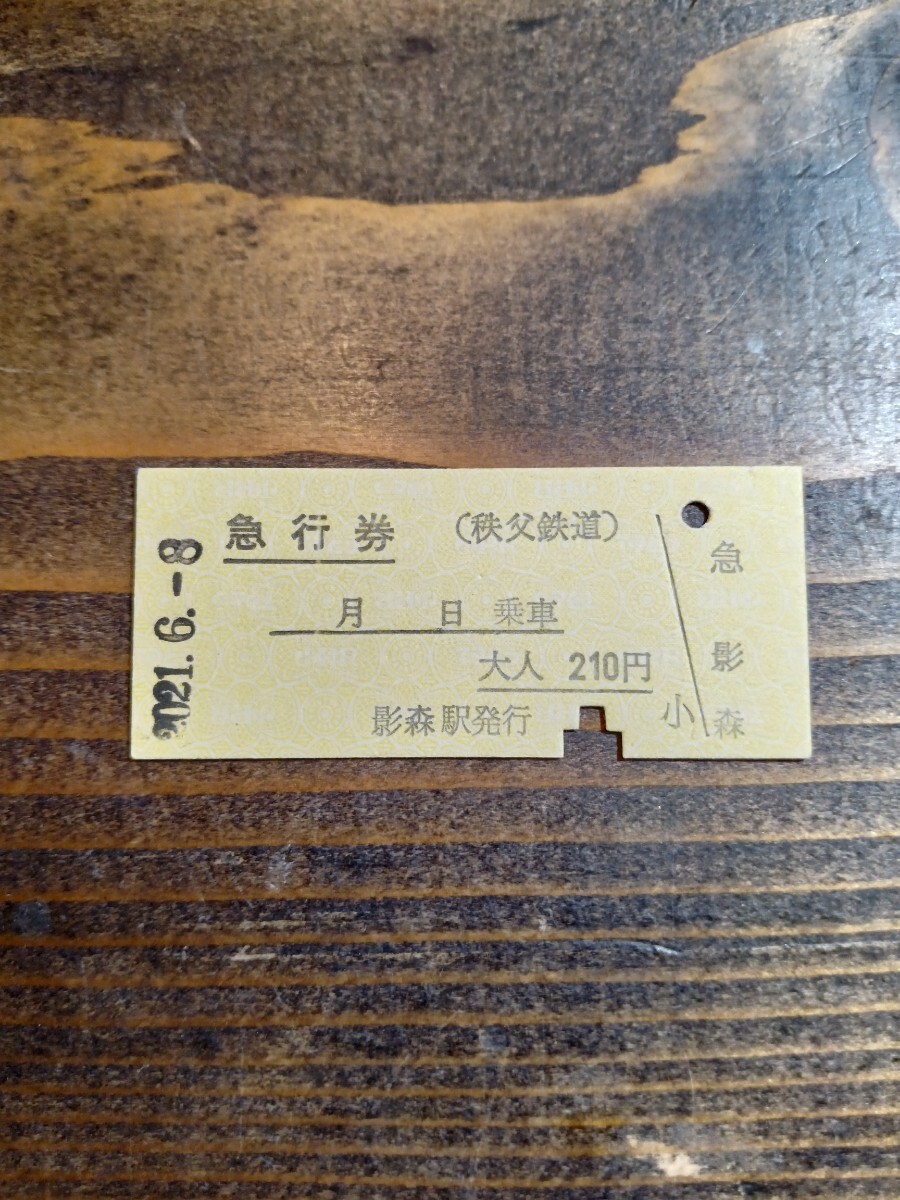 急行券 (秩父鉄道)
月 日 乗車
大人 210円
影森駅発行
小
急
影
森
2021. 6. -8